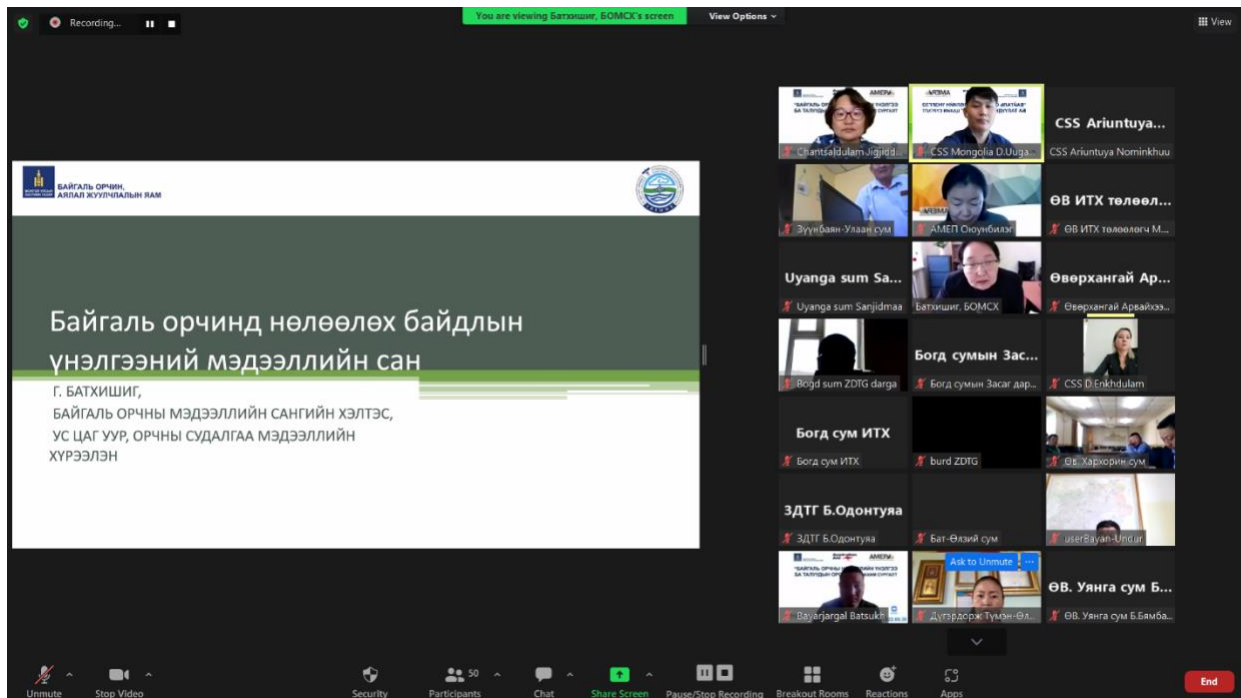 Recording...
You are viewing Батхишиг, БОМСХ's screen
View Options
View
БАЙГАЛЬ ОРЧИН,
АЯЛАЛ ЖУУЛЧЛАЛЫН ЯАМ
Байгаль орчинд нөлөөлөх байдлын
үнэлгээний мэдээллийн сан
Г. БАТХИШИГ,
БАЙГАЛЬ ОРЧНЫ МЭДЭЭЛЛИЙН САНГИЙН ХЭЛТЭС,
УС ЦАГ УУР, ОРЧНЫ СУДАЛГАА МЭДЭЭЛЛИЙН
ХҮРЭЭЛЭН
Chantsaldulam Jigjidd...
CSS Mongolia D.Uuga...
CSS Ariuntuya...
CSS Ariuntuya Nominkhuu
Зүүнбаян-Улаан сум
АМЕП Оюунбилэг
ӨВ ИТХ төлөөл...
ӨВ ИТХ төлөөлөгч М...
Uyanga sum Sa...
Uyanga sum Sanjidmaa
Батхишиг, БОМСХ
Өвөрхангай Ар...
Өвөрхангай Арвайхээ...
Bogd sum ZDTG darga
Богд сумын Зас...
Богд сумын Засаг дар...
CSS D.Enkhdulam
Богд сум ИТХ
Богд сум ИТХ
burd ZDTG
Өв. Хархорин сум
ЗДТГ Б.Одонтуяа
ЗДТГ Б.Одонтуяа
Бат-Өлзий сум
userBayan-Undur
Bayarjargal Batsukh
Ask to Unmute ...
Дүгэрдорж Түмэн-Өл...
ӨВ. Уянга сум Б...
ӨВ. Уянга сум Б.Бямба...
Unmute
Stop Video
Security
Participants 50
Chat
Share Screen
Pause/Stop Recording
Breakout Rooms
Reactions
Apps
End